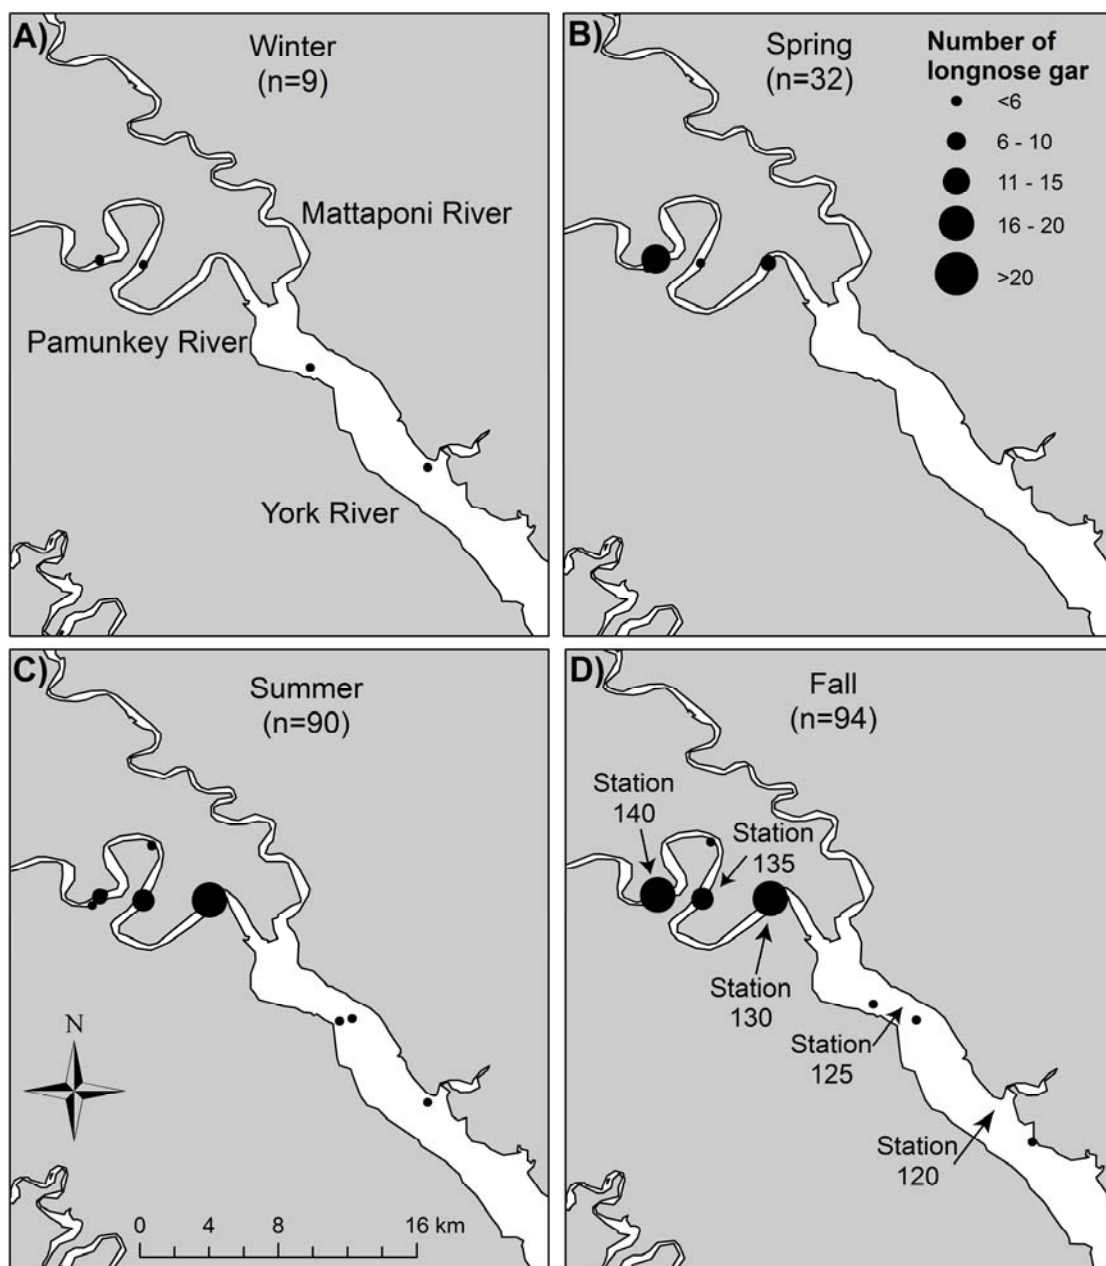 A)
Winter
(n=9)
Mattaponi River
Pamunkey River
York River
B)
Spring
(n=32)
Number of
longnose gar
<6
6 - 10
11 - 15
16 - 20
>20
C)
Summer
(n=90)
N
0 4 8 16 km
D)
Fall
(n=94)
Station
140
Station
135
Station
130
Station
125
Station
120